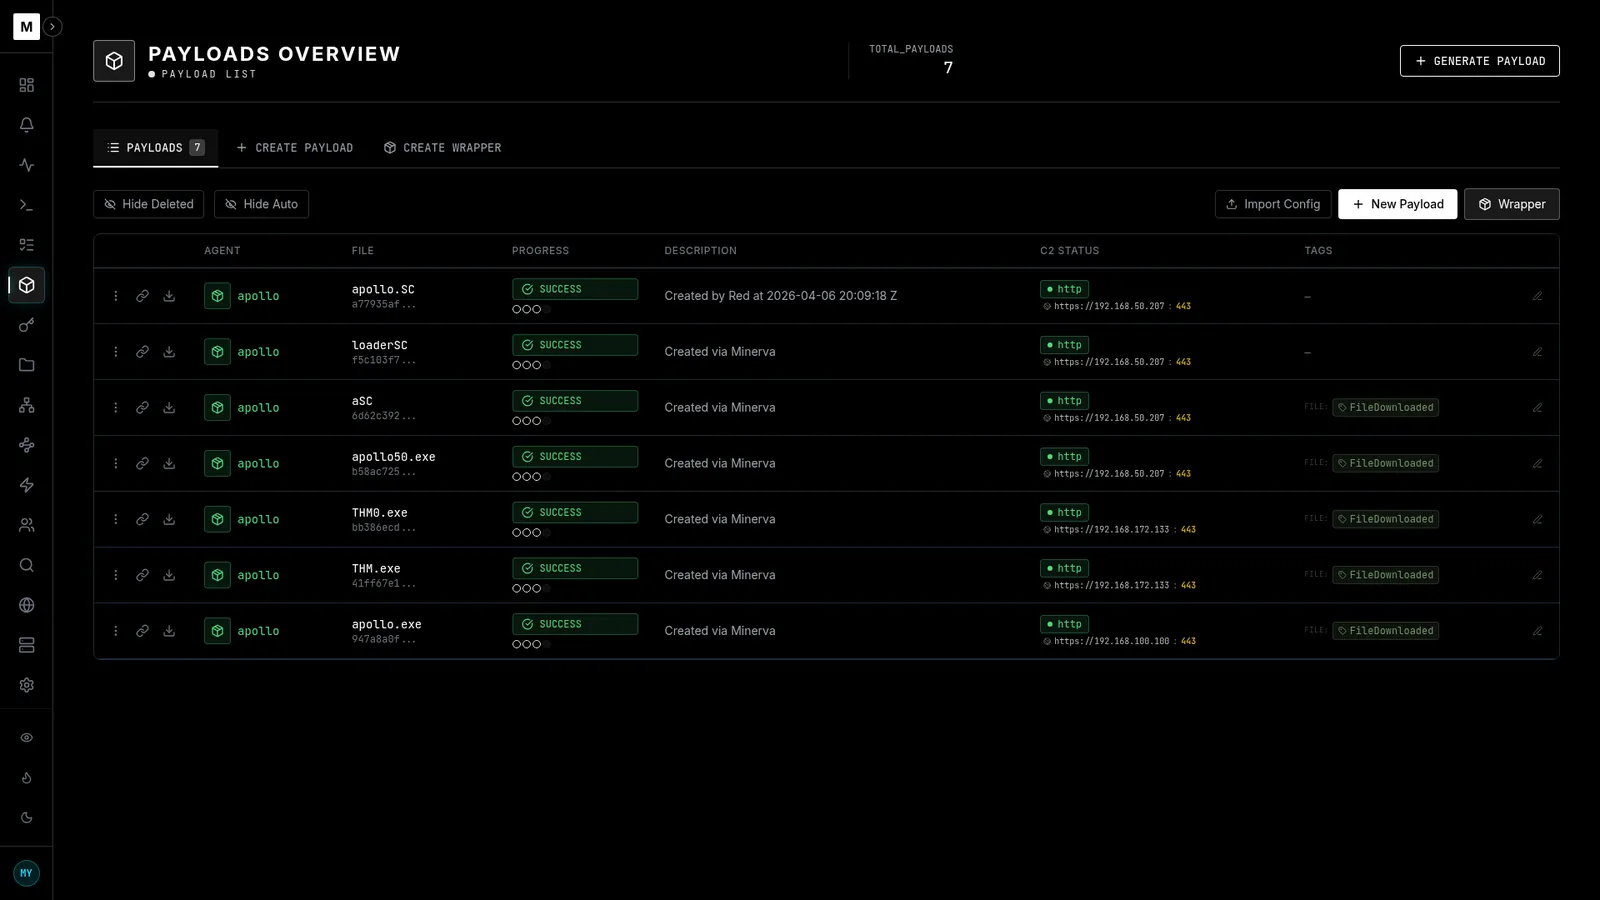 M
PAYLOADS OVERVIEW
PAYLOAD LIST
TOTAL_PAYLOADS
7
GENERATE PAYLOAD
PAYLOADS 7
CREATE PAYLOAD
CREATE WRAPPER
Hide Deleted
Hide Auto
Import Config
New Payload
Wrapper
AGENT FILE PROGRESS DESCRIPTION C2 STATUS TAGS
apollo
apollo.SC
a77935af...
SUCCESS
Created by Red at 2026-04-06 20:09:18 Z
http
https://192.168.50.207 : 443
–
apollo
loaderSC
f5c103f7...
SUCCESS
Created via Minerva
http
https://192.168.50.207 : 443
–
apollo
aSC
6d62c392...
SUCCESS
Created via Minerva
http
https://192.168.50.207 : 443
FILE: FileDownloaded
apollo
apollo50.exe
b58ac725...
SUCCESS
Created via Minerva
http
https://192.168.50.207 : 443
FILE: FileDownloaded
apollo
THM0.exe
bb386ecd...
SUCCESS
Created via Minerva
http
https://192.168.172.133 : 443
FILE: FileDownloaded
apollo
THM.exe
41ff67e1...
SUCCESS
Created via Minerva
http
https://192.168.172.133 : 443
FILE: FileDownloaded
apollo
apollo.exe
947a8a0f...
SUCCESS
Created via Minerva
http
https://192.168.100.100 : 443
FILE: FileDownloaded
MY